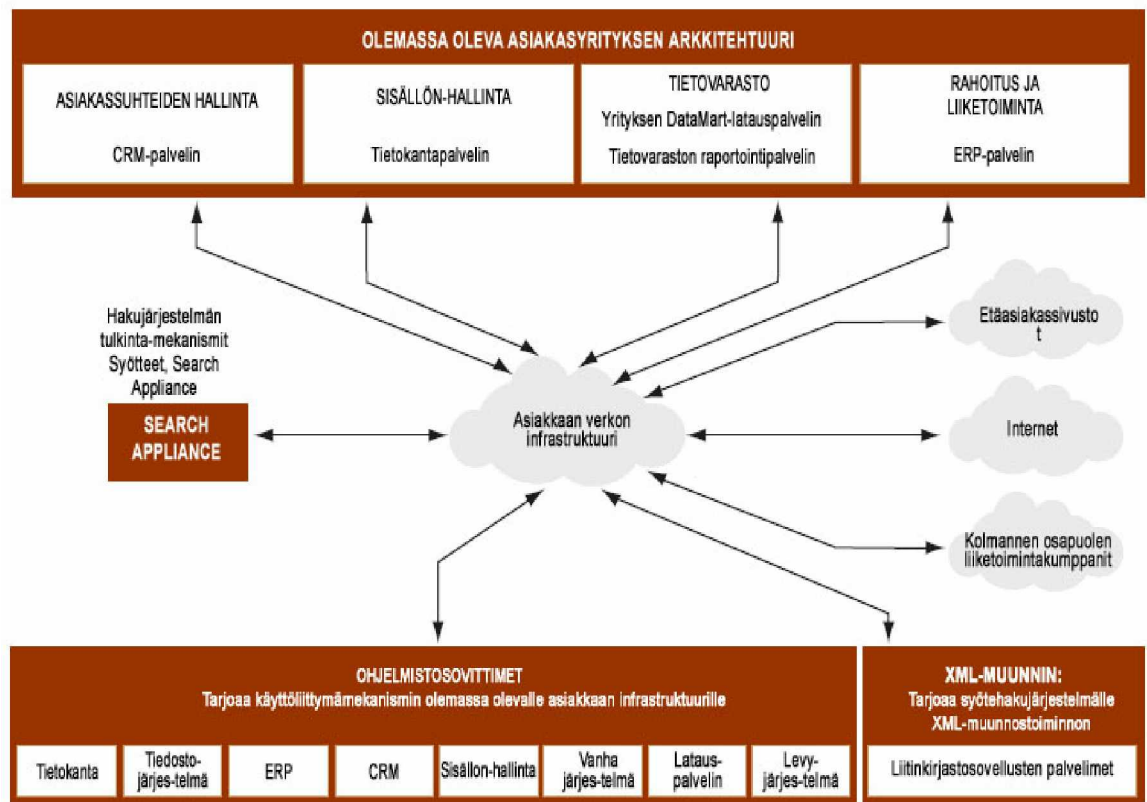 OLEMASSA OLEVA ASIAKASYRITYKSEN ARKKITEHTUURI
ASIAKASSUHTEIDEN HALLINTA
CRM-palvelin
SISÄLLÖN-HALLINTA
Tietokantapalvelin
TIETOVARASTO
Yrityksen DataMart-latauspalvelin
Tietovaraston raportointipalvelin
RAHOITUS JA
LIIKETOIMINTA
ERP-palvelin
Hakujärjestelmän
tulkinta-mekanismit
Syötteet, Search
Appliance
SEARCH
APPLIANCE
Asiakkaan verkon
infrastruktuuri
Etäasiakassivusto
t
Internet
Kolmannen osapuolen
liiketoimintakumppanit
OHJELMISTOSOVITTIMET
Tarjoaa käyttöliittymämekanismin olemassa olevalle asiakkaan infrastruktuurille
Tietokanta
Tiedosto-
järjes-telmä
ERP
CRM
Sisällon-hallinta
Vanha
järjes-telmä
Lataus-
palvelin
Levy-
järjes-telmä
XML-MUUNNIN:
Tarjoaa syötehakujärjestelmälle
XML-muunnostoiminnon
Liitinkirjastosovellusten palvelimet